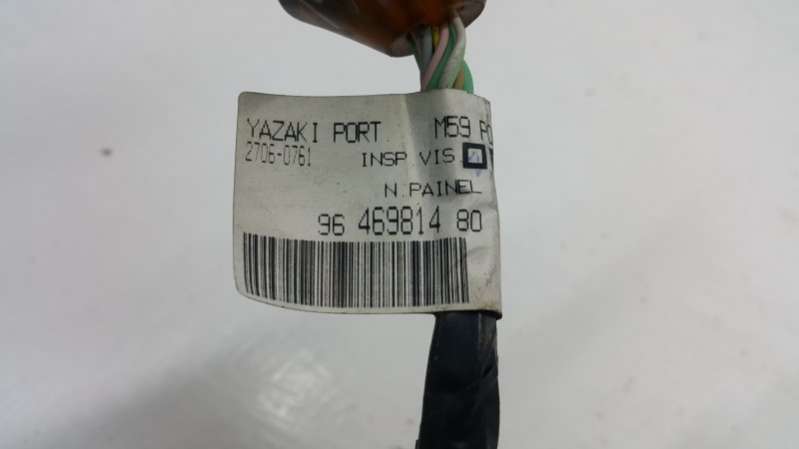 YAZAKI PORT M59
2706-0761 INSP.VIS.
N.PAINEL
96 469814 80